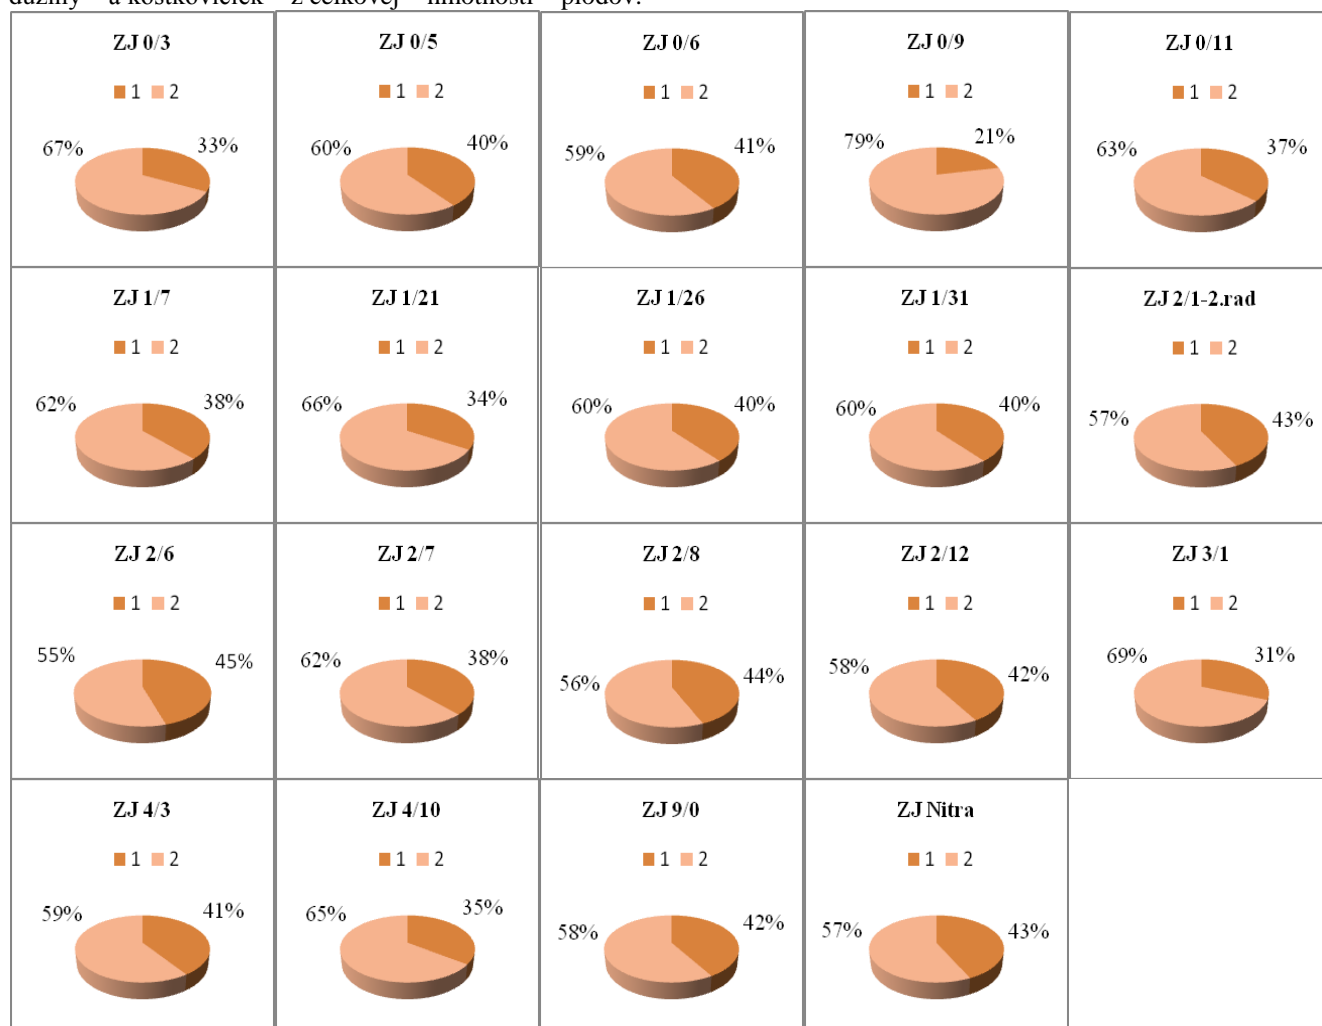 dužiny a kôstkovičiek z celkovej hmotnosti plodov.
ZJ 0/3 ZJ 0/5 ZJ 0/6 ZJ 0/9 ZJ 0/11
1 2 1 2 1 2 1 2 1 2
67% 33% 60% 40% 59% 41% 79% 21% 63% 37%
ZJ 1/7 ZJ 1/21 ZJ 1/26 ZJ 1/31 ZJ 2/1-2.rad
1 2 1 2 1 2 1 2 1 2
62% 38% 66% 34% 60% 40% 60% 40% 57% 43%
ZJ 2/6 ZJ 2/7 ZJ 2/8 ZJ 2/12 ZJ 3/1
1 2 1 2 1 2 1 2 1 2
55% 45% 62% 38% 56% 44% 58% 42% 69% 31%
ZJ 4/3 ZJ 4/10 ZJ 9/0 ZJ Nitra
1 2 1 2 1 2 1 2
59% 41% 65% 35% 58% 42% 57% 43%